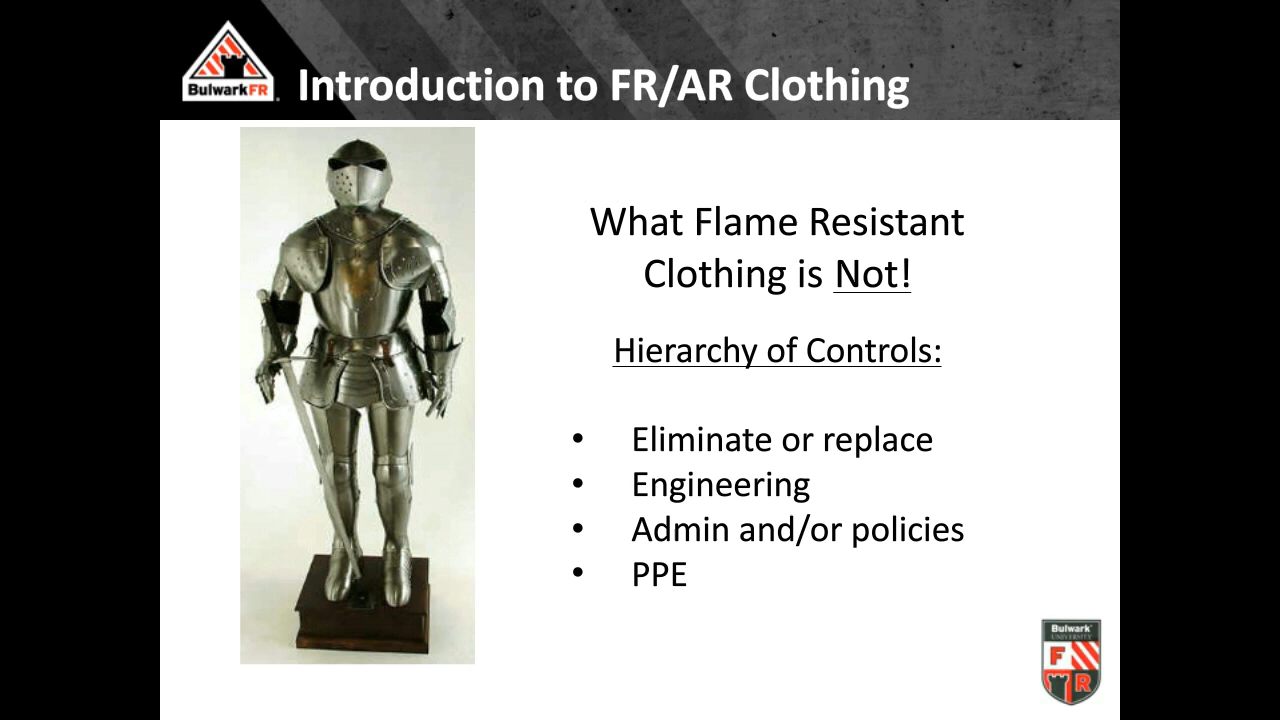 BulwarkFR
Introduction to FR/AR Clothing
What Flame Resistant
Clothing is Not!
Hierarchy of Controls:
• Eliminate or replace
• Engineering
• Admin and/or policies
• PPE
Bulwark
UNIVERSITY
F
R